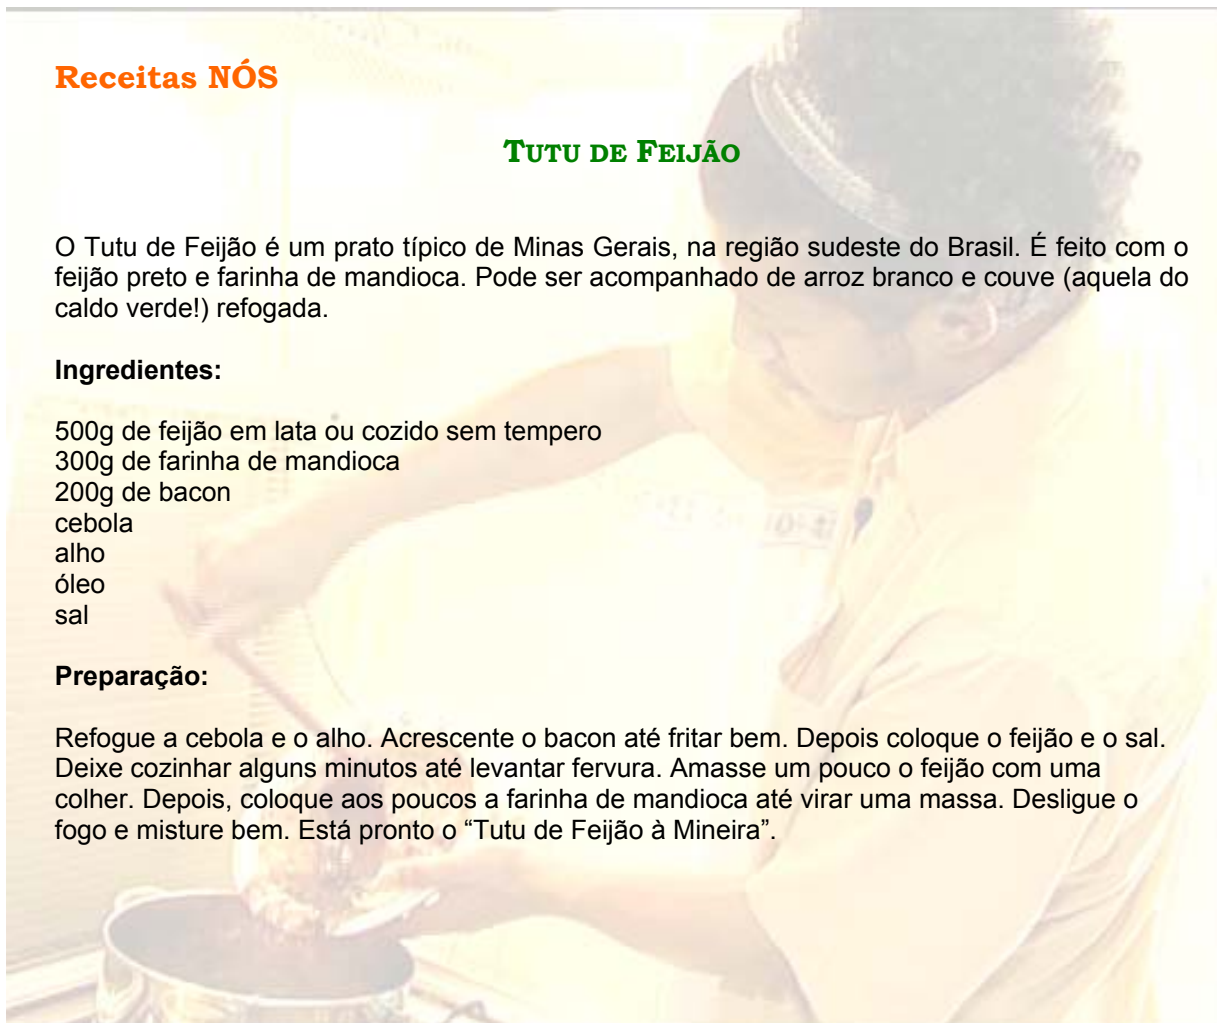 Receitas NÓS
TUTU DE FEIJÃO
O Tutu de Feijão é um prato típico de Minas Gerais, na região sudeste do Brasil. É feito com o
feijão preto e farinha de mandioca. Pode ser acompanhado de arroz branco e couve (aquela do
caldo verde!) refogada.
Ingredientes:
500g de feijão em lata ou cozido sem tempero
300g de farinha de mandioca
200g de bacon
cebola
alho
óleo
sal
Preparação:
Refogue a cebola e o alho. Acrescente o bacon até fritar bem. Depois coloque o feijão e o sal.
Deixe cozinhar alguns minutos até levantar fervura. Amasse um pouco o feijão com uma
colher. Depois, coloque aos poucos a farinha de mandioca até virar uma massa. Desligue o
fogo e misture bem. Está pronto o “Tutu de Feijão à Mineira”.